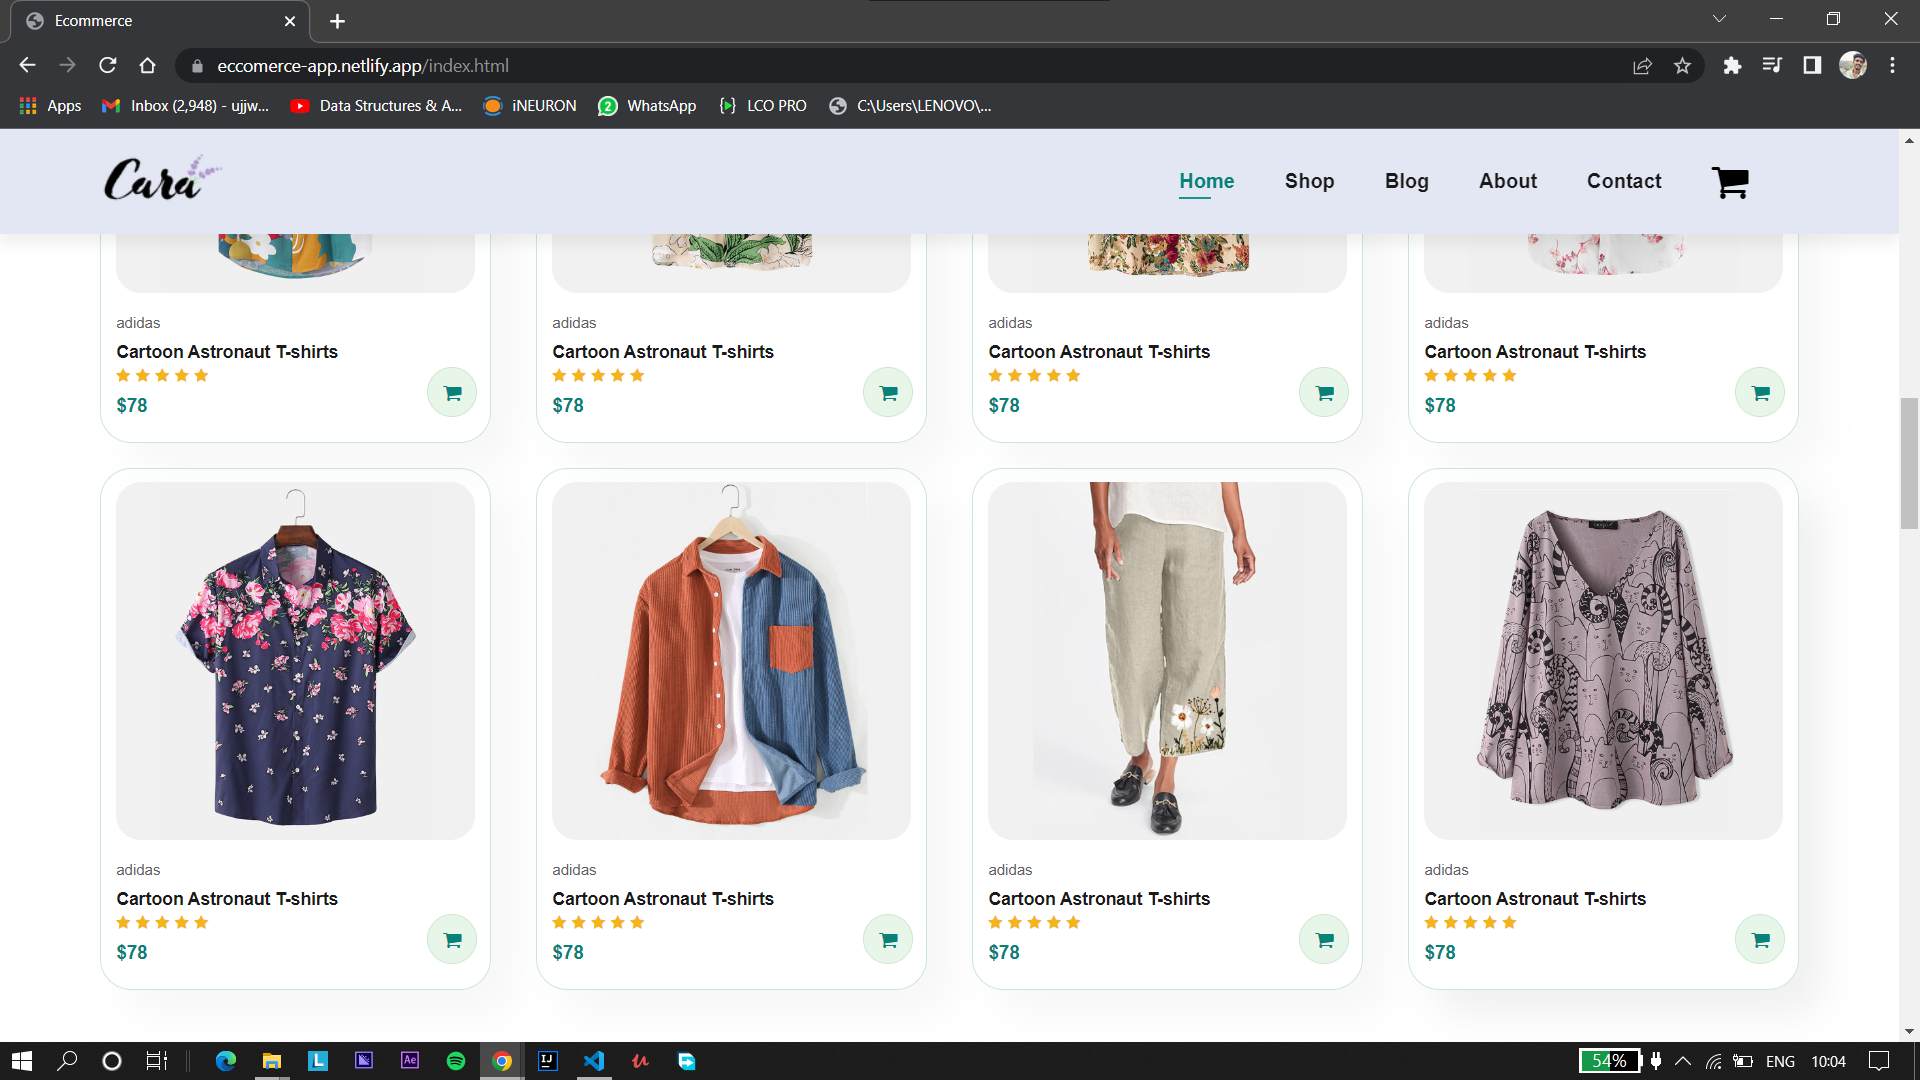 Ecommerce
eccomerce-app.netlify.app/index.html
Apps
Inbox (2,948) - ujjw...
Data Structures & A...
iNEURON
2
WhatsApp
LCO PRO
C:\Users\LENOVO\...
Cara
Home
Shop
Blog
About
Contact
adidas
Cartoon Astronaut T-shirts
$78
adidas
Cartoon Astronaut T-shirts
$78
adidas
Cartoon Astronaut T-shirts
$78
adidas
Cartoon Astronaut T-shirts
$78
adidas
Cartoon Astronaut T-shirts
$78
adidas
Cartoon Astronaut T-shirts
$78
adidas
Cartoon Astronaut T-shirts
$78
adidas
Cartoon Astronaut T-shirts
$78
L
Ae
IJ
54%
ENG
10:04